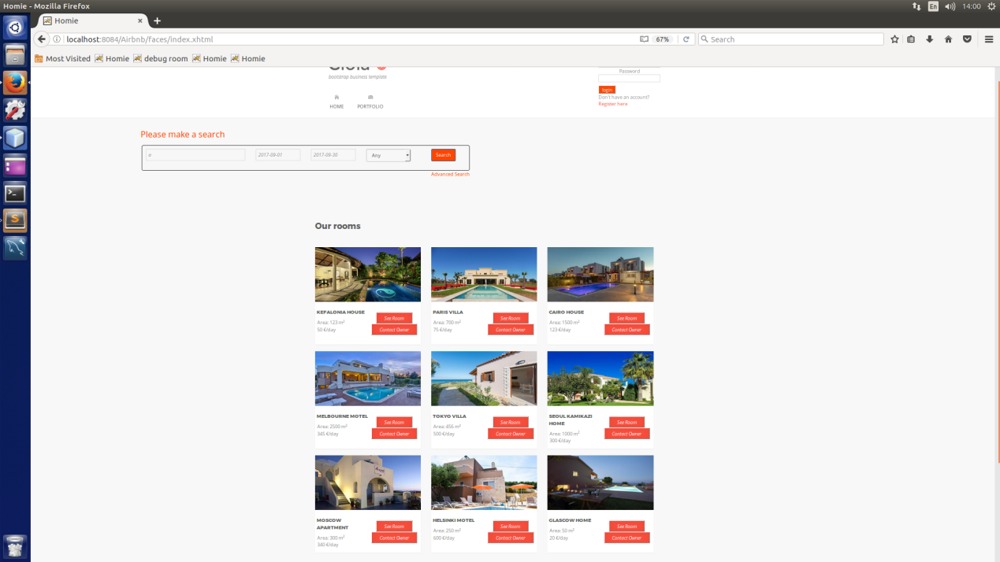 Homie - Mozilla Firefox
En
14:00
Homie
localhost:8084/Airbnb/faces/index.xhtml
67%
Search
Most Visited
Homie
debug room
Homie
Homie
bootstrap business template
HOME
PORTFOLIO
Password
login
Don't have an account?
Register here
Please make a search
a
2017-09-01
2017-09-30
Any
Search
Advanced Search
Our rooms
KEFALONIA HOUSE
Area: 123 m²
50 €/day
See Room
Contact Owner
PARIS VILLA
Area: 700 m²
75 €/day
See Room
Contact Owner
CAIRO HOUSE
Area: 1500 m²
123 €/day
See Room
Contact Owner
MELBOURNE MOTEL
Area: 2500 m²
345 €/day
See Room
Contact Owner
TOKYO VILLA
Area: 456 m²
500 €/day
See Room
Contact Owner
SEOUL KAMIKAZI
HOME
Area: 1000 m²
300 €/day
See Room
Contact Owner
MOSCOW
APARTMENT
Area: 300 m²
340 €/day
See Room
Contact Owner
HELSINKI MOTEL
Area: 250 m²
600 €/day
See Room
Contact Owner
GLASCOW HOME
Area: 50 m²
20 €/day
See Room
Contact Owner